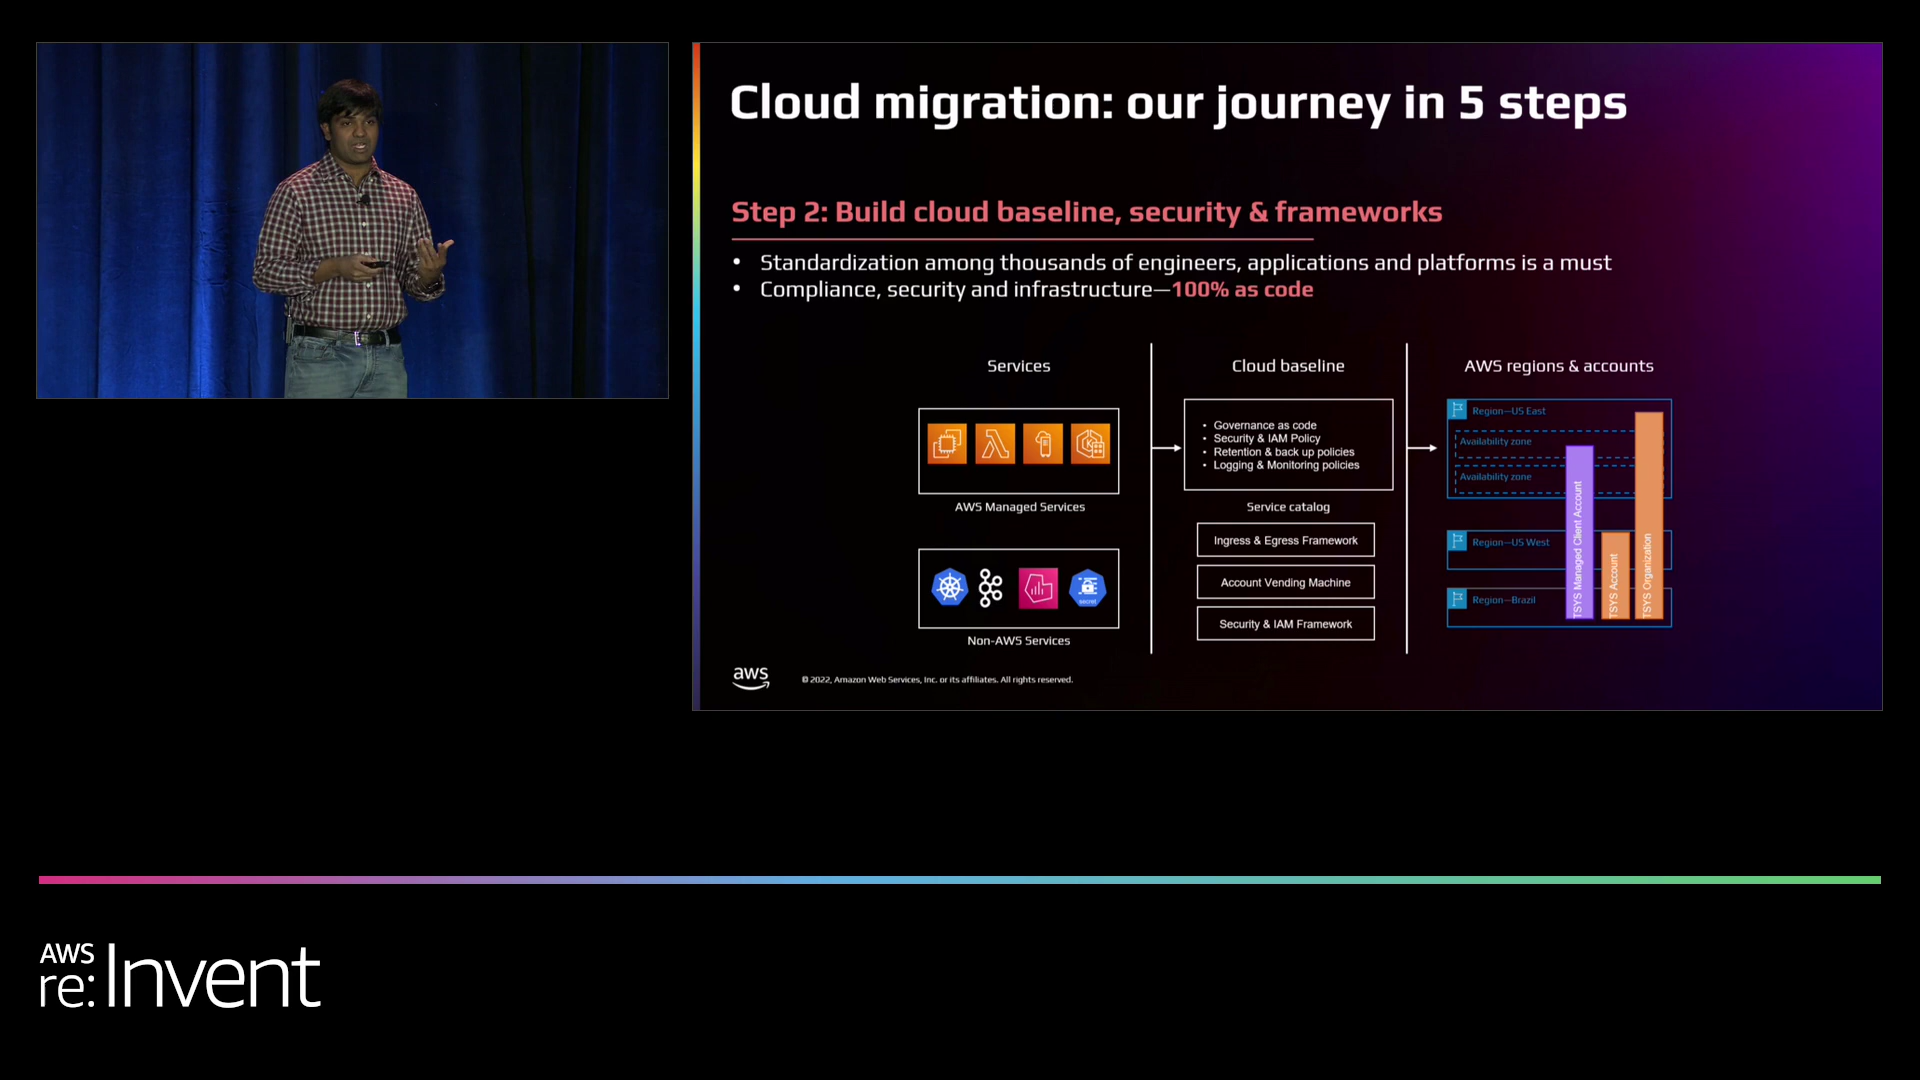 Cloud migration: our journey in 5 steps
Step 2: Build cloud baseline, security & frameworks
• Standardization among thousands of engineers, applications and platforms is a must
• Compliance, security and infrastructure—100% as code
Services
AWS Managed Services
secret
Non-AWS Services
Cloud baseline
• Governance as code
• Security & IAM Policy
• Retention & back up policies
• Logging & Monitoring policies
Service catalog
Ingress & Egress Framework
Account Vending Machine
Security & IAM Framework
AWS regions & accounts
Region—US East
Availability zone
Availability zone
Region—US West
Region—Brazil
TSYS Managed Client Account
TSYS Account
TSYS Organization
aws
© 2022, Amazon Web Services, Inc. or its affiliates. All rights reserved.
AWS
re:Invent